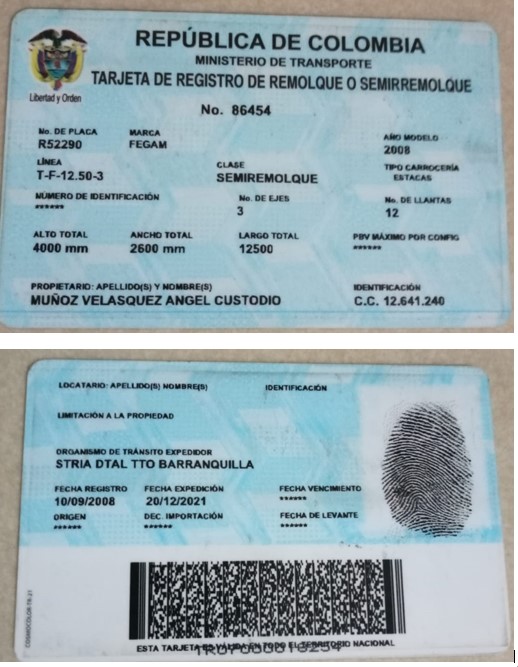 REPÚBLICA DE COLOMBIA
MINISTERIO DE TRANSPORTE
TARJETA DE REGISTRO DE REMOLQUE O SEMIRREMOLQUE
Libertad y Orden
No. 86454
No. DE PLACA MARCA AÑO MODELO
R52290 FEGAM 2008
LÍNEA CLASE TIPO CARROCERÍA
T-F-12.50-3 SEMIREMOLQUE ESTACAS
NÚMERO DE IDENTIFICACIÓN No. DE EJES No. DE LLANTAS
****** 3 12
ALTO TOTAL ANCHO TOTAL LARGO TOTAL PBV MÁXIMO POR CONFIG
4000 mm 2600 mm 12500 ******
PROPIETARIO: APELLIDO(S) Y NOMBRE(S) IDENTIFICACIÓN
MUÑOZ VELASQUEZ ANGEL CUSTODIO C.C. 12.641.240
LOCATARIO: APELLIDO(S) NOMBRE(S) IDENTIFICACIÓN
LIMITACIÓN A LA PROPIEDAD
ORGANISMO DE TRÁNSITO EXPEDIDOR
STRIA DTAL TTO BARRANQUILLA
FECHA REGISTRO FECHA EXPEDICIÓN FECHA VENCIMIENTO
10/09/2008 20/12/2021 ******
ORIGEN DEC. IMPORTACIÓN FECHA DE LEVANTE
****** ****** ******
ESTA TARJETA ES VALIDA EN TODO EL TERRITORIO NACIONAL